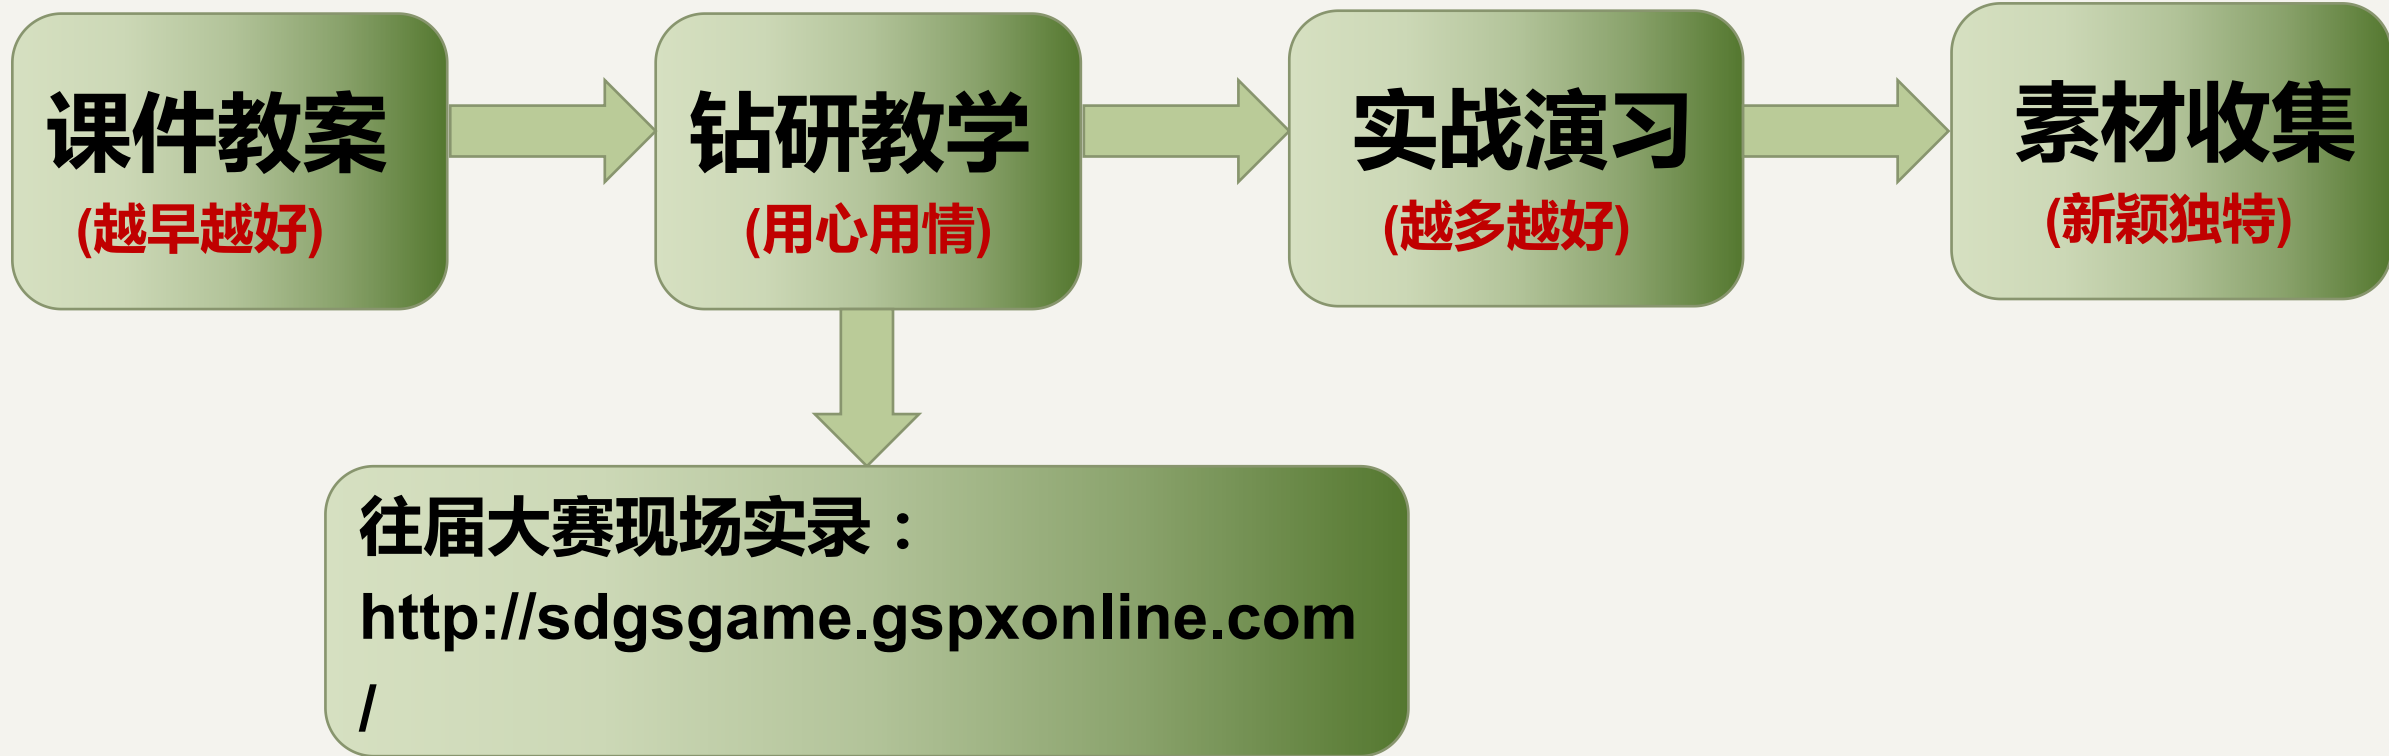 课件教案
(越早越好)
钻研教学
(用心用情)
实战演习
(越多越好)
素材收集
(新颖独特)
往届大赛现场实录：
http://sdgsgame.gspxonline.com
/